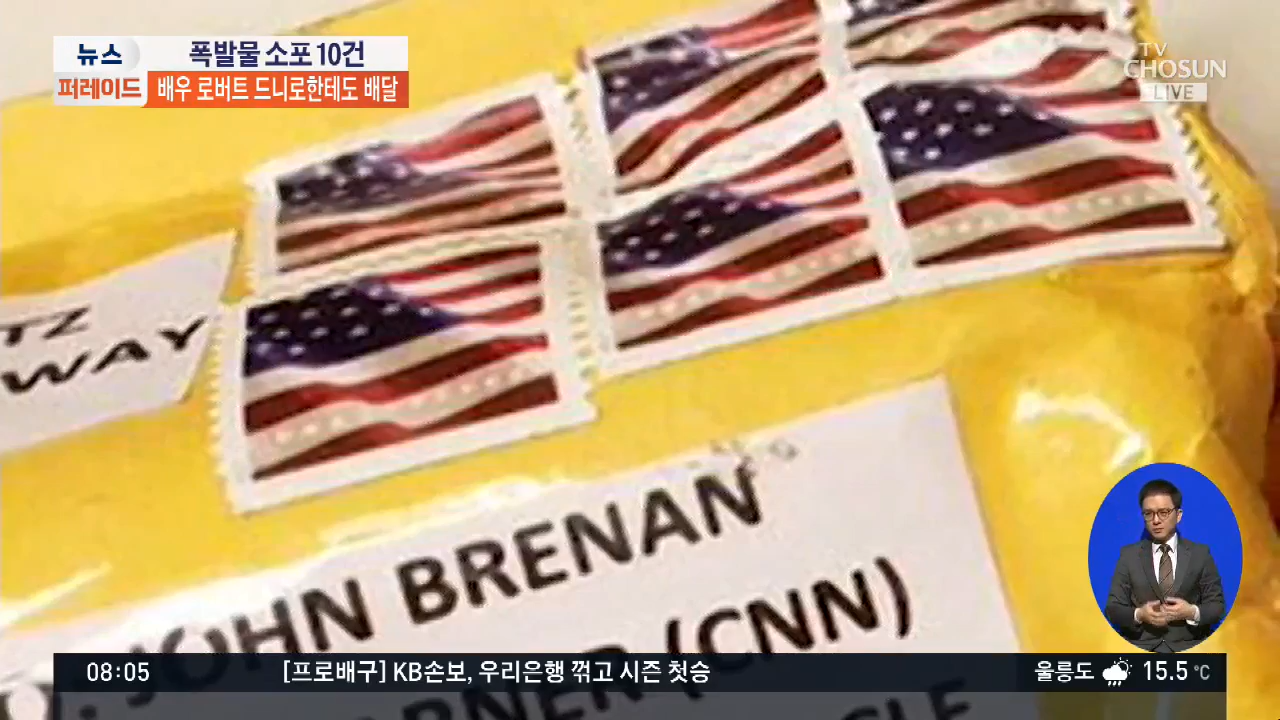 뉴스
퍼레이드
폭발물 소포 10건
배우 로버트 드니로한테도 배달
TV
CHOSUN
LIVE
TZ
WAY
JOHN BRENAN
(CNN)
08:05
[프로배구] KB손보, 우리은행 꺾고 시즌 첫승
울릉도
15.5℃